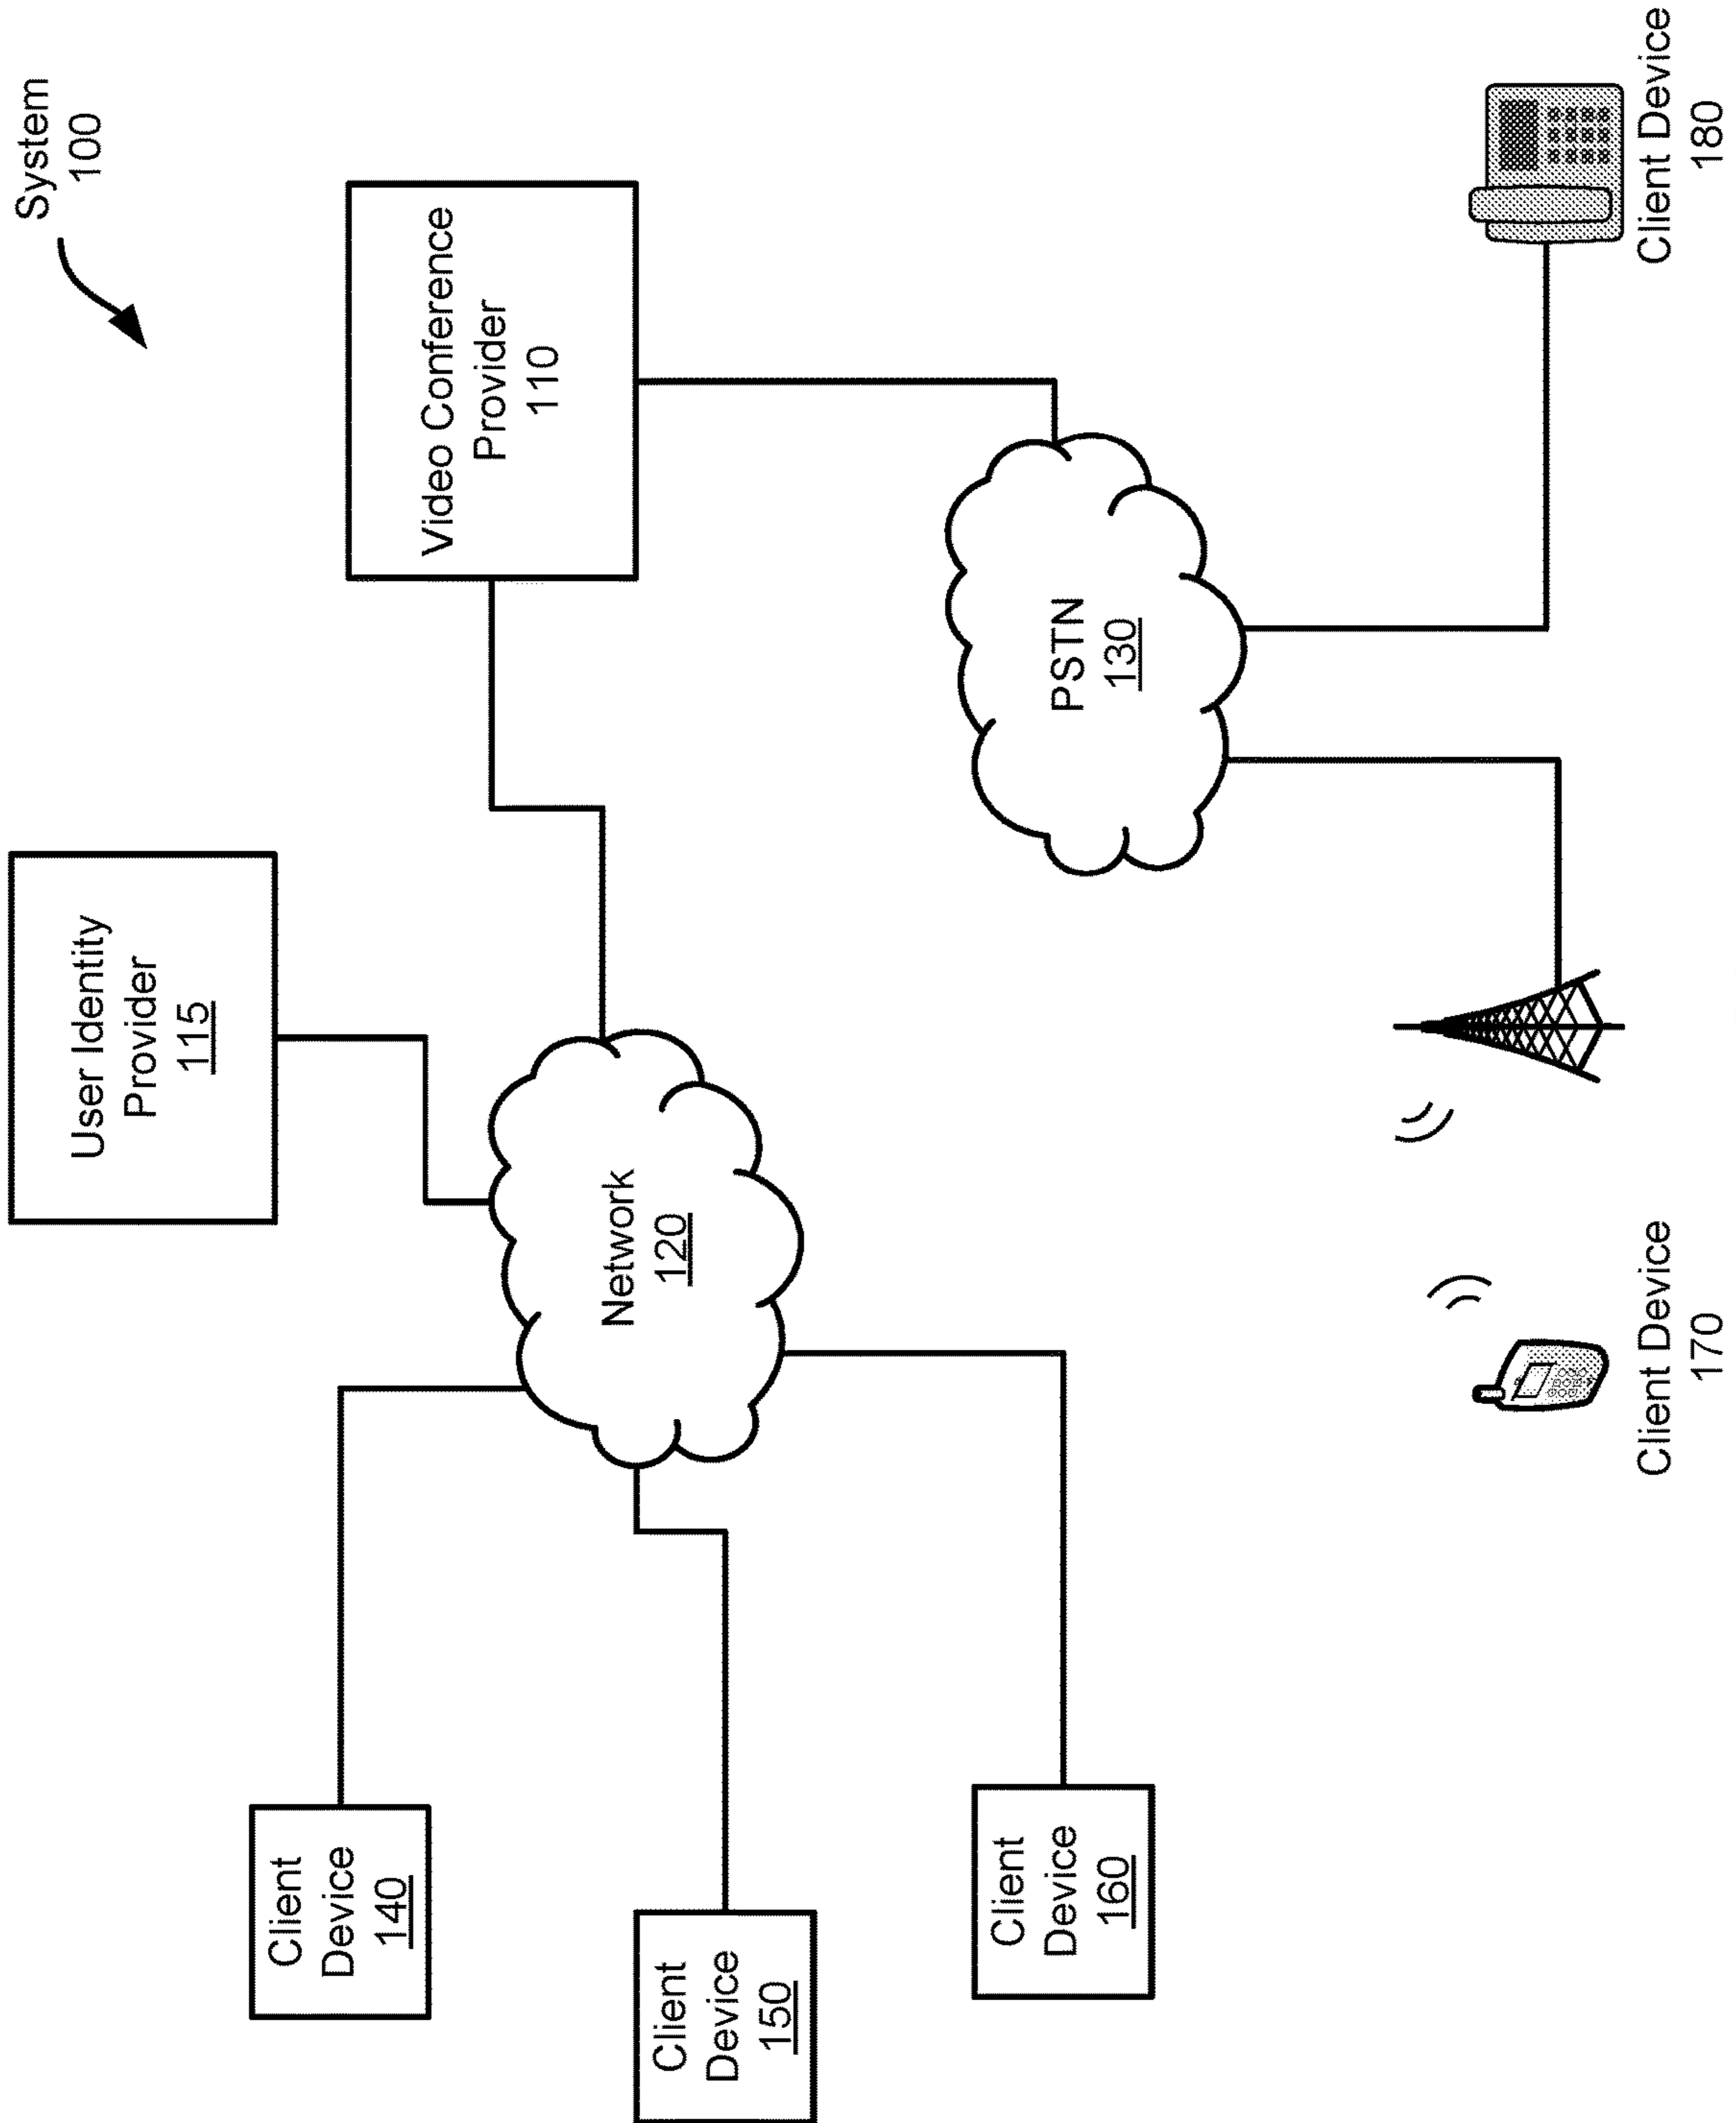 System
100
User Identity
Provider
115
Video Conference
Provider
110
Client
Device
140
Network
120
Client
Device
150
PSTN
130
Client
Device
160
Client Device
170
Client Device
180